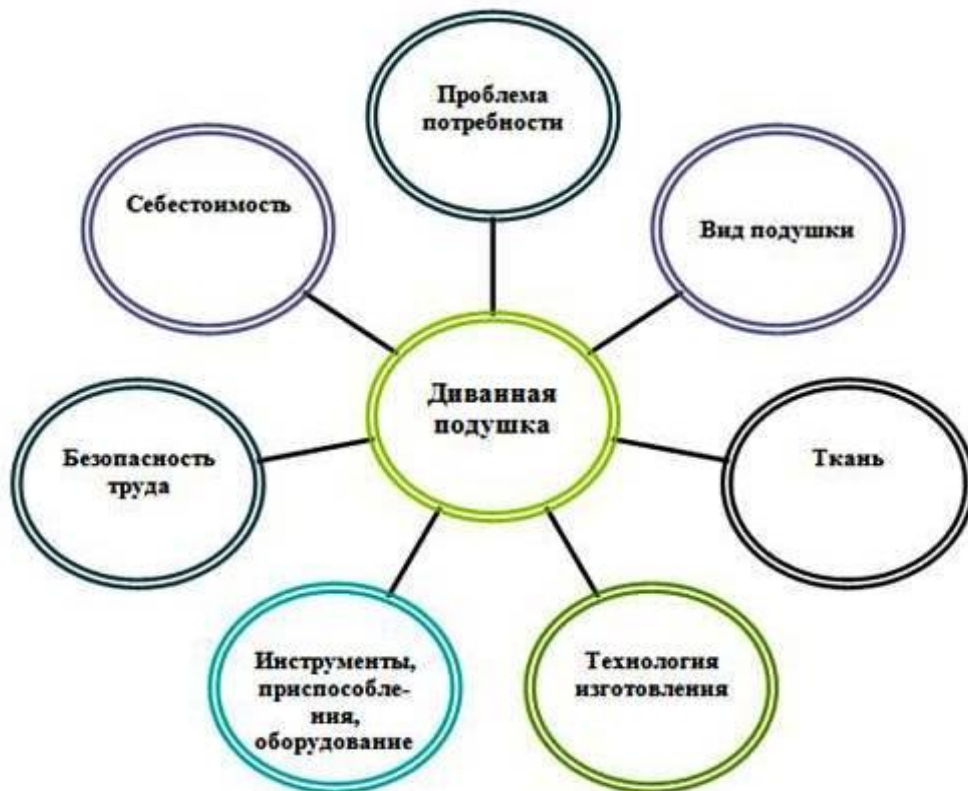 Проблема
потребности
Себестоимость
Вид подушки
Диванная
подушка
Безопасность
труда
Ткань
Инструменты,
приспособле-
ния,
оборудование
Технология
изготовления